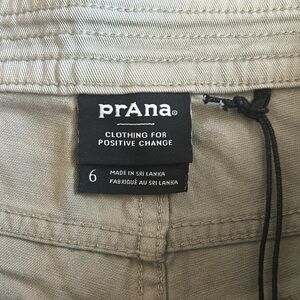 prAna®
CLOTHING FOR
POSITIVE CHANGE
6
MADE IN SRI LANKA
FABRIQUÉ AU SRI LANKA